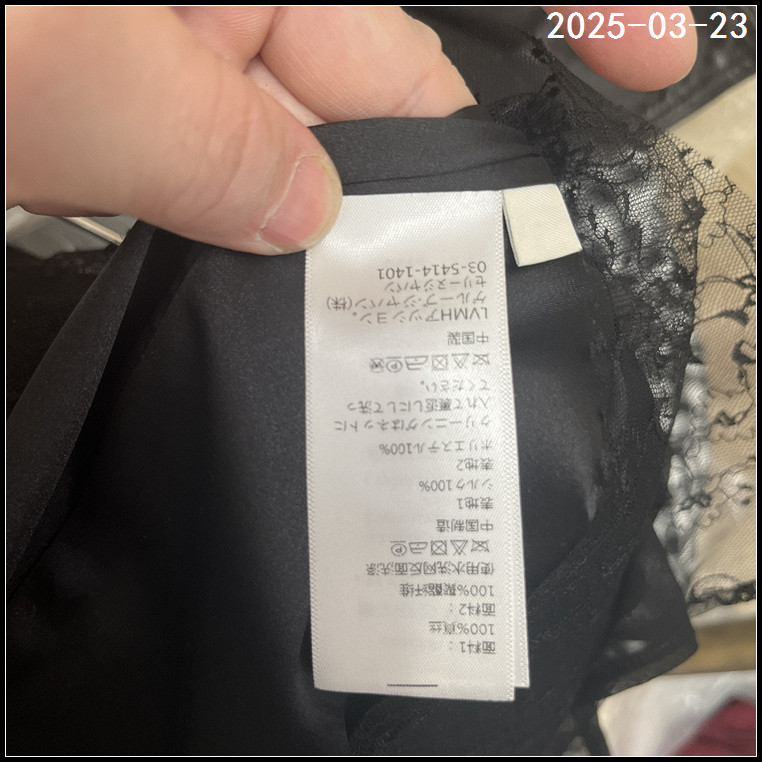 2025-03-23
面料1：
100%真丝
面料2：
100%聚酯纤维
使用水洗网反面洗涤
中国制造
表地1
シルク100%
表地2
ポリエステル100%
クリーニングはネットに
入れて裏返しにして洗っ
てください。
中国製
LVMHアッション。
グループ・ジャパン(株)
セリーヌジャパン
03-5414-1401